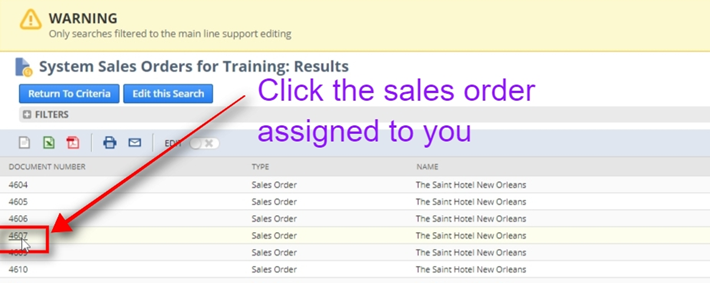 WARNING
Only searches filtered to the main line support editing
System Sales Orders for Training: Results
Return To Criteria Edit this Search
Click the sales order
FILTERS
assigned to you
EDIT
DOCUMENT NUMBER TYPE NAME
4604 Sales Order The Saint Hotel New Orleans
4605 Sales Order The Saint Hotel New Orleans
4606 Sales Order The Saint Hotel New Orleans
4607 Sales Order The Saint Hotel New Orleans
Sales Order The Saint Hotel New Orleans
4610 Sales Order The Saint Hotel New Orleans